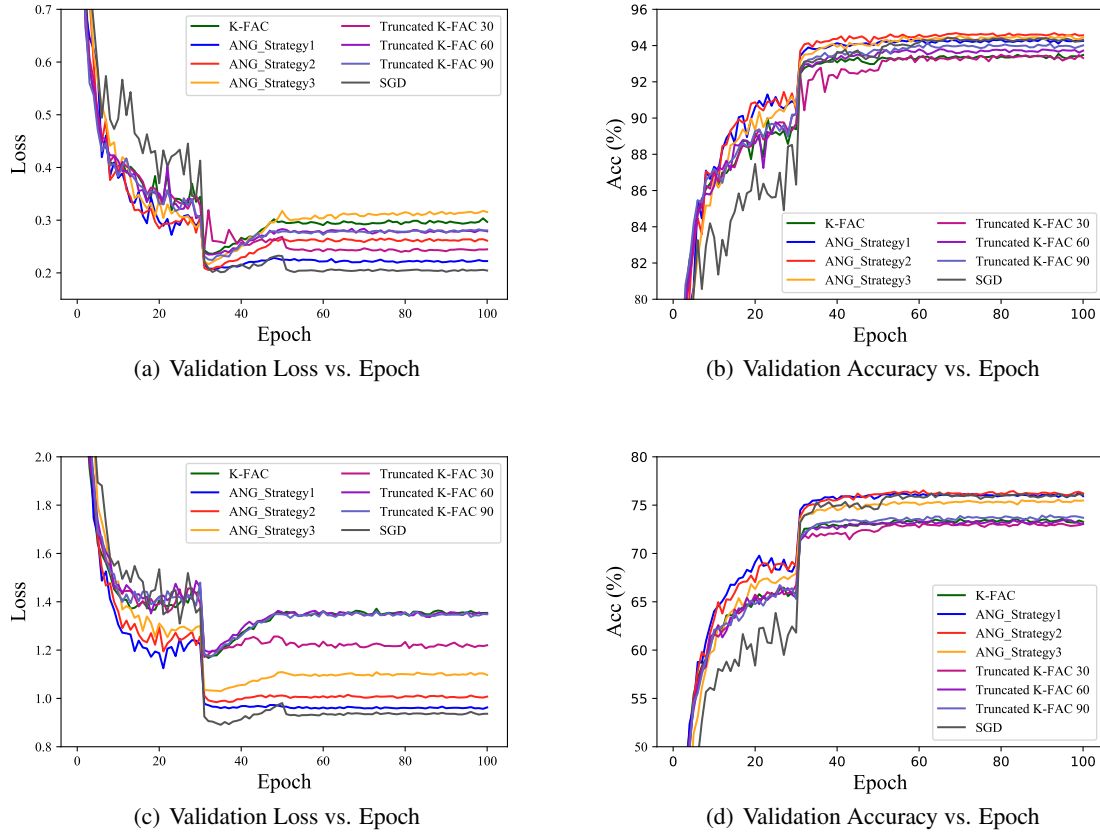 0.7
0.6
0.5
0.4
0.3
0.2
Loss
K-FAC
ANG_Strategy1
ANG_Strategy2
ANG_Strategy3
Truncated K-FAC 30
Truncated K-FAC 60
Truncated K-FAC 90
SGD
0 20 40 60 80 100
Epoch
(a) Validation Loss vs. Epoch
96
94
92
90
88
86
84
82
80
Acc (%)
K-FAC
ANG_Strategy1
ANG_Strategy2
ANG_Strategy3
Truncated K-FAC 30
Truncated K-FAC 60
Truncated K-FAC 90
SGD
0 20 40 60 80 100
Epoch
(b) Validation Accuracy vs. Epoch
2.0
1.8
1.6
1.4
1.2
1.0
0.8
Loss
K-FAC
ANG_Strategy1
ANG_Strategy2
ANG_Strategy3
Truncated K-FAC 30
Truncated K-FAC 60
Truncated K-FAC 90
SGD
0 20 40 60 80 100
Epoch
(c) Validation Loss vs. Epoch
80
75
70
65
60
55
50
Acc (%)
K-FAC
ANG_Strategy1
ANG_Strategy2
ANG_Strategy3
Truncated K-FAC 30
Truncated K-FAC 60
Truncated K-FAC 90
SGD
0 20 40 60 80 100
Epoch
(d) Validation Accuracy vs. Epoch